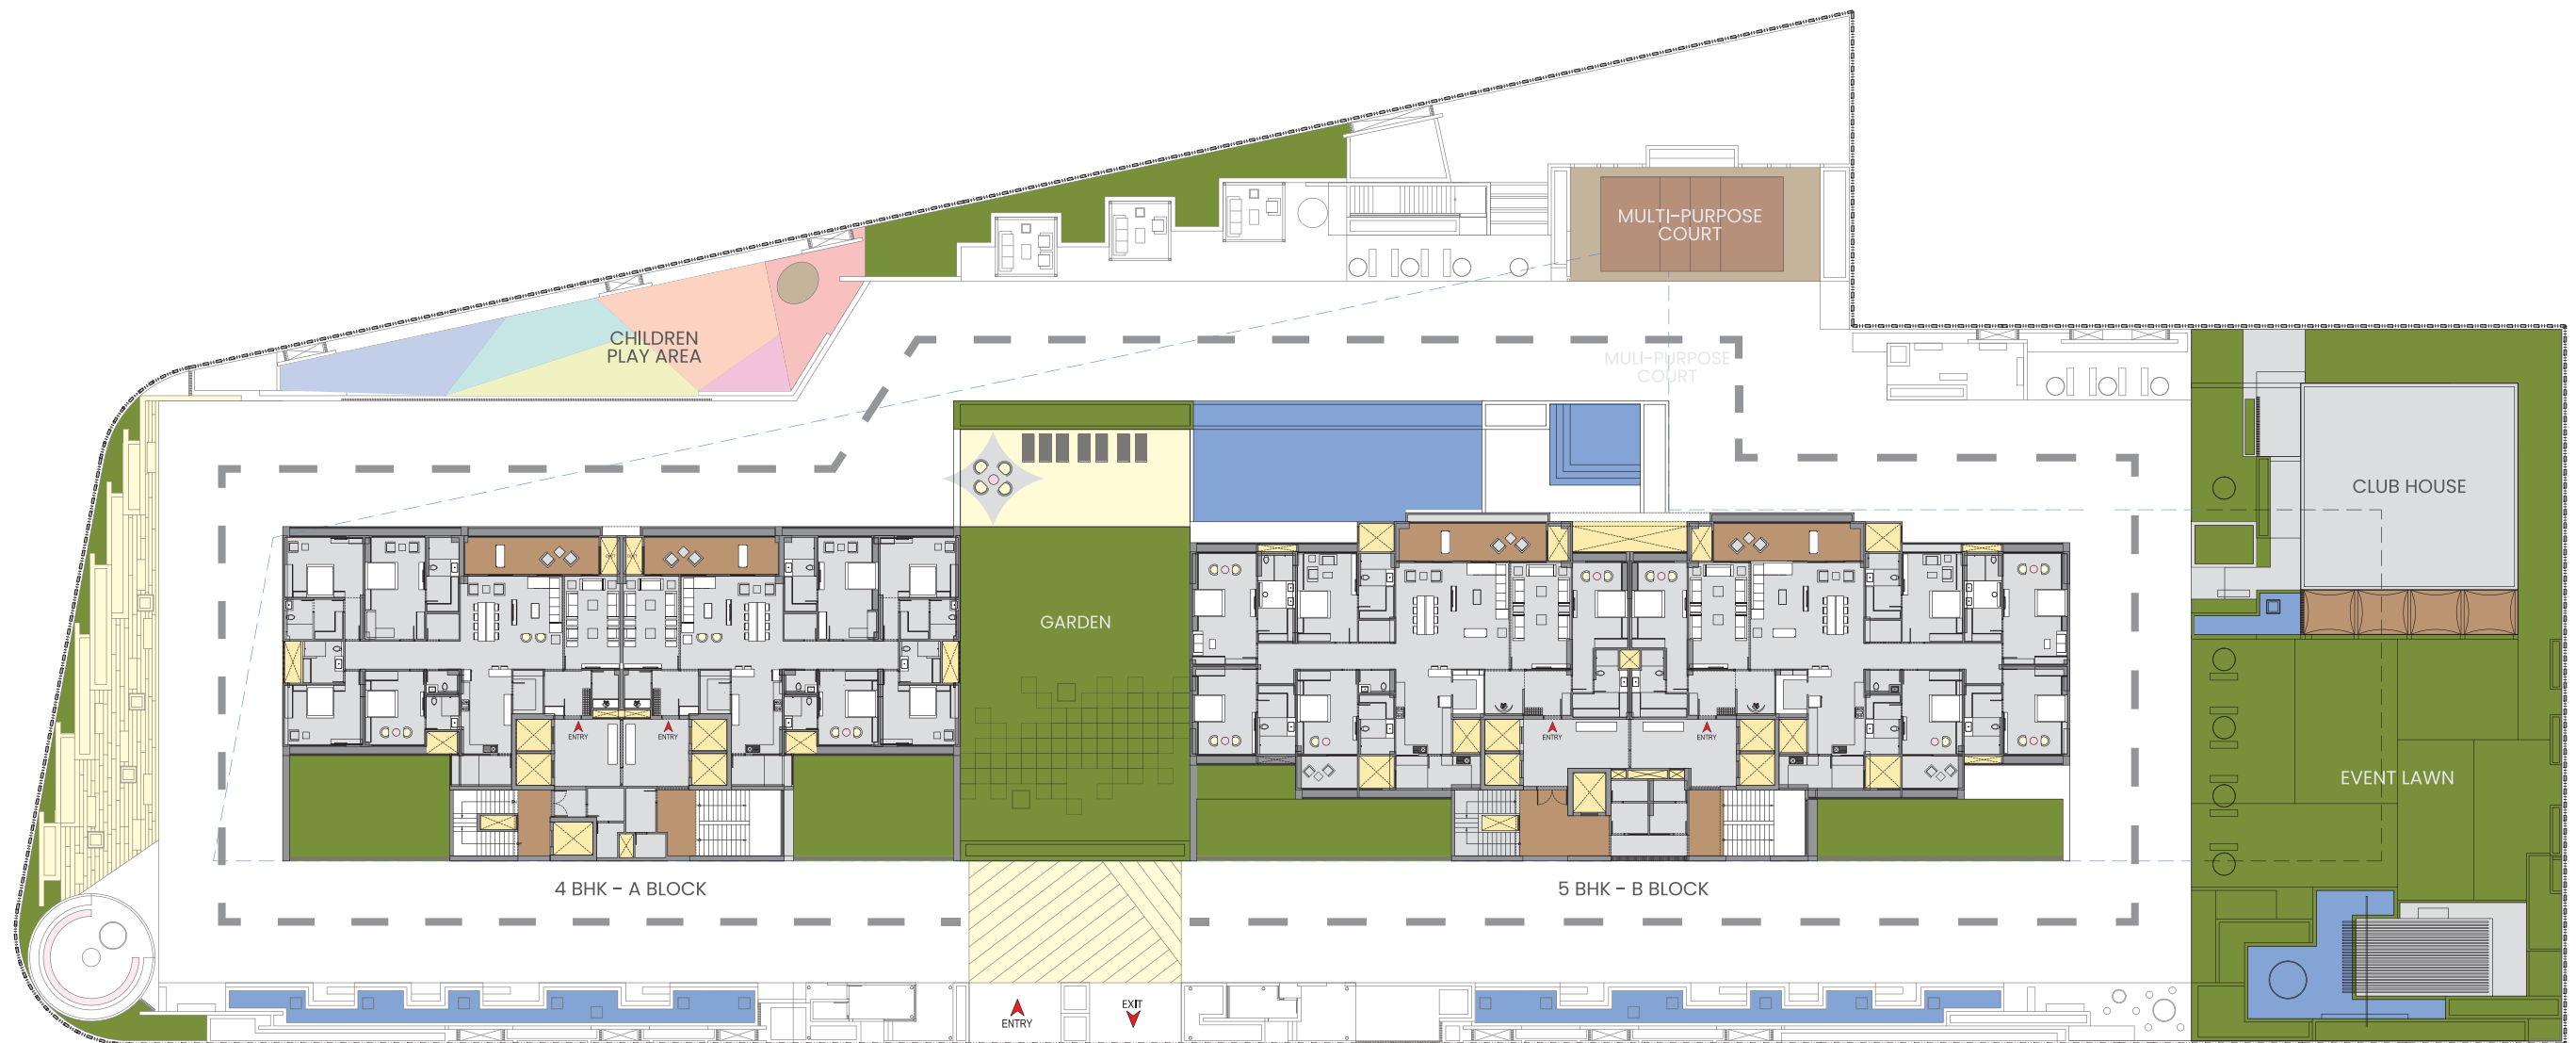 MULTI-PURPOSE
COURT
CHILDREN
PLAY AREA
MULI-PURPOSE
COURT
CLUB HOUSE
GARDEN
ENTRY
ENTRY
ENTRY
ENTRY
EVENT LAWN
4 BHK - A BLOCK
5 BHK - B BLOCK
ENTRY
EXIT